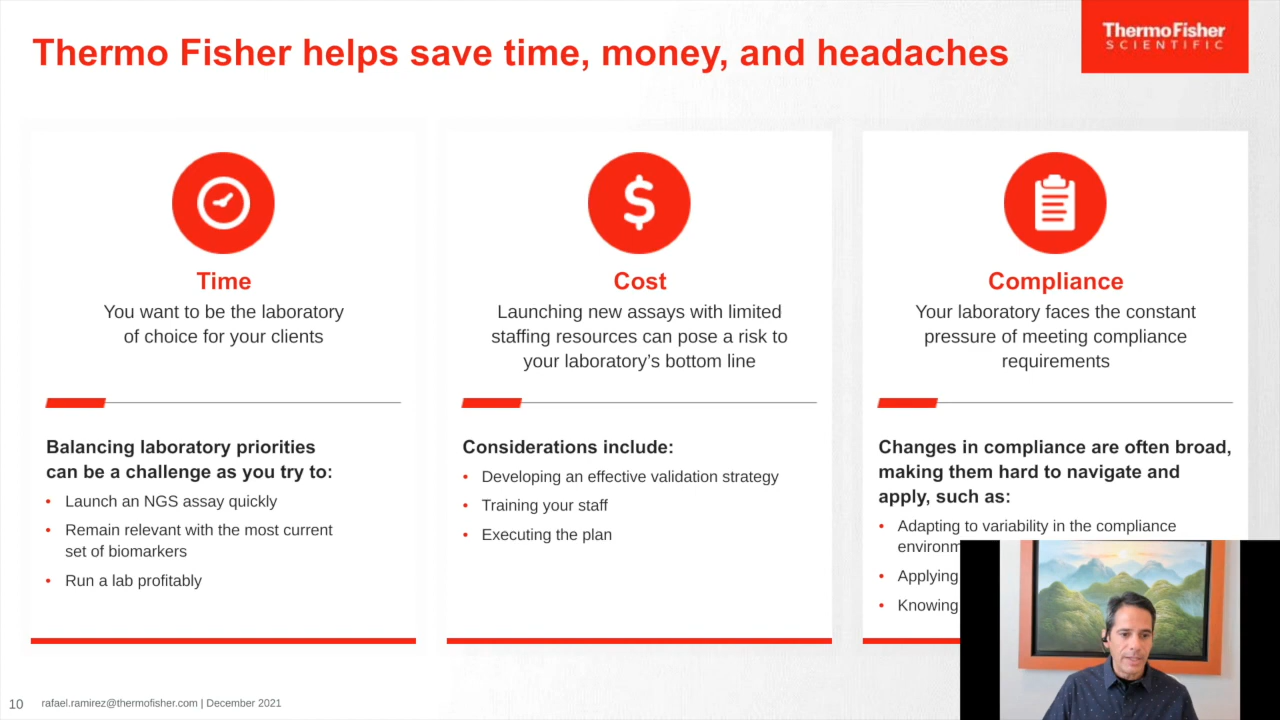 Thermo Fisher helps save time, money, and headaches
ThermoFisher
SCIENTIFIC
Time
You want to be the laboratory
of choice for your clients
Balancing laboratory priorities
can be a challenge as you try to:
• Launch an NGS assay quickly
• Remain relevant with the most current
set of biomarkers
• Run a lab profitably
Cost
Launching new assays with limited
staffing resources can pose a risk to
your laboratory’s bottom line
Considerations include:
• Developing an effective validation strategy
• Training your staff
• Executing the plan
Compliance
Your laboratory faces the constant
pressure of meeting compliance
requirements
Changes in compliance are often broad,
making them hard to navigate and
apply, such as:
• Adapting to variability in the compliance
• Applying
• Knowing
10 rafael.ramirez@thermofisher.com | December 2021